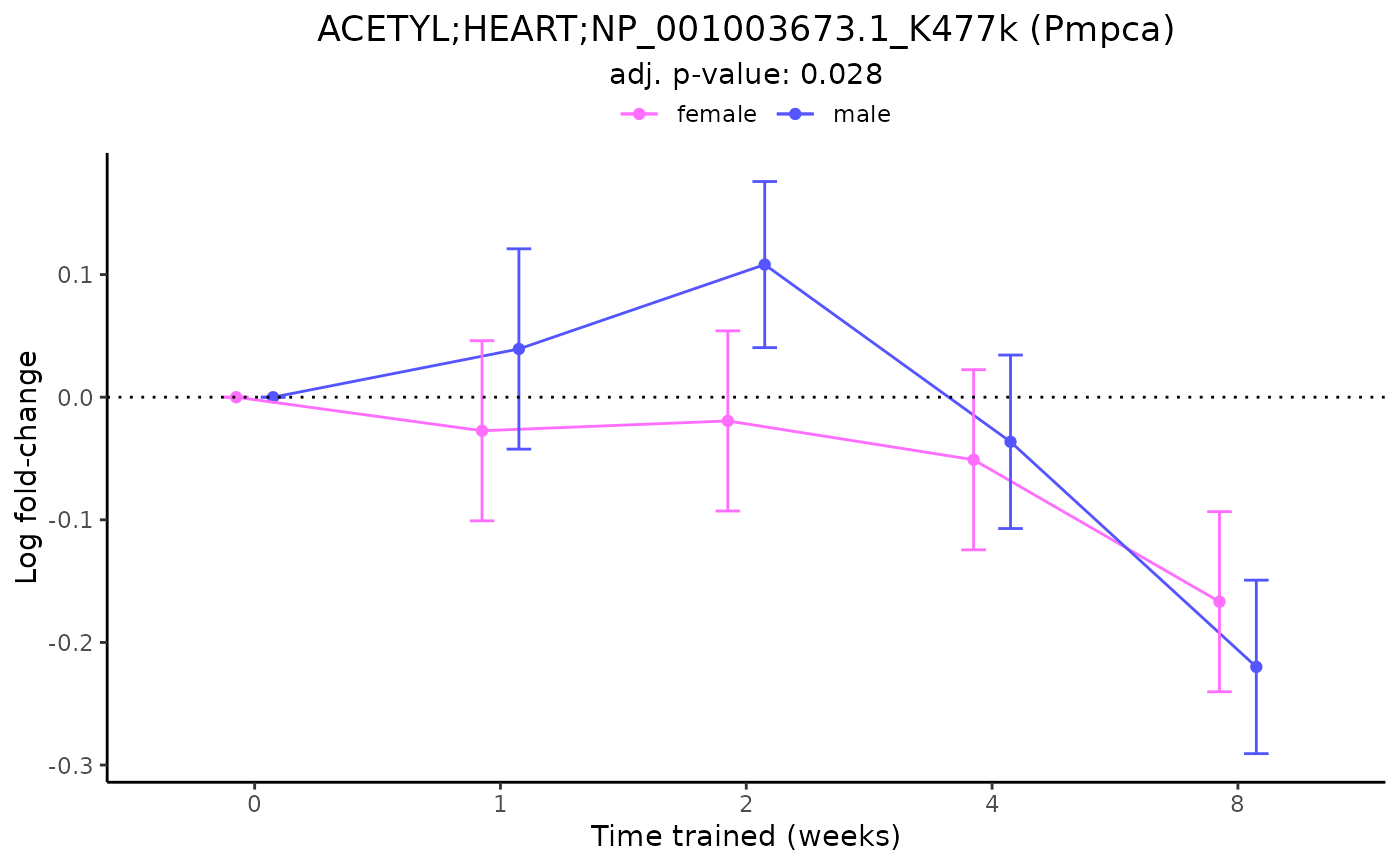 ACETYL;HEART;NP_001003673.1_K477k (Pmpca)
adj. p-value: 0.028
female male
Log fold-change
0.1
0.0
-0.1
-0.2
-0.3
0 1 2 4 8
Time trained (weeks)